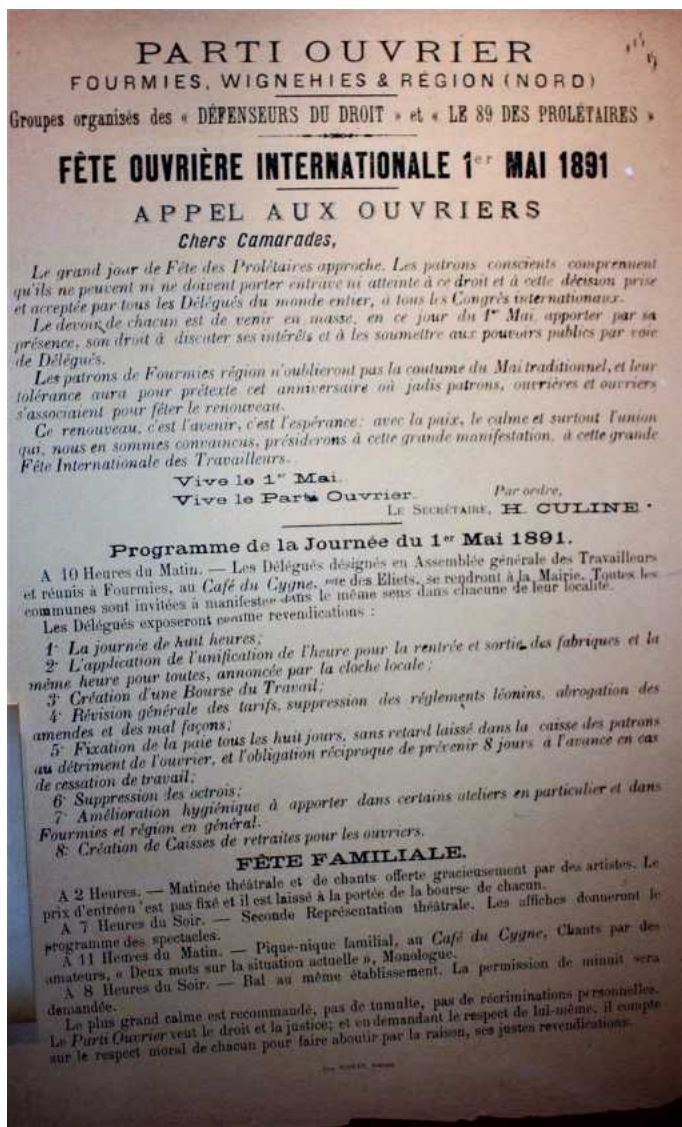 PARTI OUVRIER
FOURMIES, WIGNEHIES & RÉGION (NORD)
Groupes organisés des « DÉFENSEURS DU DROIT » et « LE 89 DES PROLÉTAIRES »
FÊTE OUVRIÈRE INTERNATIONALE 1er MAI 1891
APPEL AUX OUVRIERS
Chers Camarades,
Le grand jour de Fête des Prolétaires approche. Les patrons conscients comprennent
qu'ils ne peuvent ni ne doivent porter entrave ni atteinte à ce droit et à cette décision prise
et acceptée par tous les Délégués du monde entier, à tous les Congrès internationaux.
Le devoir de chacun est de venir en masse, en ce jour du 1er Mai, apporter par sa
présence, son droit à discuter ses intérêts et à les soumettre aux pouvoirs publics par voie
de Délégués.
Les patrons de Fourmies région n'oublieront pas la coutume du Mai traditionnel, et leur
tolérance aura pour prétexte cet anniversaire où jadis patrons, ouvrières et ouvriers
s'associaient pour fêter le renouveau.
Ce renouveau, c'est l'avenir, c'est l'espérance; avec la paix, le calme et surtout l'union
qui, nous en sommes convaincus, présiderons à cette grande manifestation, à cette grande
Fête Internationale des Travailleurs.
Vive le 1er Mai.
Vive le Parti Ouvrier.
Par ordre,
LE SECRÉTAIRE, H. CULINE
Programme de la Journée du 1er Mai 1891.
A 10 Heures du Matin. — Les Délégués désignés en Assemblée générale des Travailleurs
et réunis à Fourmies, au Café du Cygne, rue des Eliets, se rendront à la Mairie. Toutes les
communes sont invitées à manifester dans le même sens dans chacune de leur localité.
Les Délégués exposeront comme revendications :
1° La journée de huit heures;
2° L'application de l'unification de l'heure pour la rentrée et sortie des fabriques et la
même heure pour toutes, annoncée par la cloche locale;
3° Création d'une Bourse du Travail;
4° Révision générale des tarifs, suppression des réglements léonins, abrogation des
amendes et des mal façons;
5° Fixation de la paie tous les huit jours, sans retard laissé dans la caisse des patrons
au détriment de l'ouvrier, et l'obligation réciproque de prévenir 8 jours à l'avance en cas
de cessation de travail;
6° Suppression des octrois;
7° Amélioration hygiénique à apporter dans certains ateliers en particulier et dans
Fourmies et région en général.
8° Création de Caisses de retraites pour les ouvriers.
FÊTE FAMILIALE.
A 2 Heures. — Matinée théâtrale et de chants offerte gracieusement par des artistes. Le
prix d'entréen'est pas fixé et il est laissé à la portée de la bourse de chacun.
A 7 Heures du Soir. — Seconde Représentation théâtrale. Les affiches donneront le
programme des spectacles.
A 11 Heures du Matin. — Pique-nique familial, au Café du Cygne, Chants par des
amateurs, « Deux mots sur la situation actuelle », Monologue.
A 8 Heures du Soir. — Bal au même établissement. La permission de minuit sera
demandée.
Le plus grand calme est recommandé, pas de tumulte, pas de récriminations personnelles.
Le Parti Ouvrier veut le droit et la justice; et en demandant le respect de lui-même, il compte
sur le respect moral de chacun pour faire aboutir par la raison, ses justes revendications.